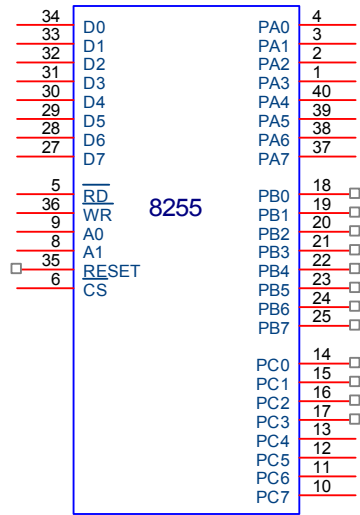 34 D0 PA0 4
33 D1 PA1 3
32 D2 PA2 2
31 D3 PA3 1
30 D4 PA4 40
29 D5 PA5 39
28 D6 PA6 38
27 D7 PA7 37
5 RD PB0 18
36 WR 8255 PB1 19
9 A0 PB2 20
8 A1 PB3 21
35 RESET PB4 22
6 CS PB5 23
PB6 24
PB7 25
PC0 14
PC1 15
PC2 16
PC3 17
PC4 13
PC5 12
PC6 11
PC7 10